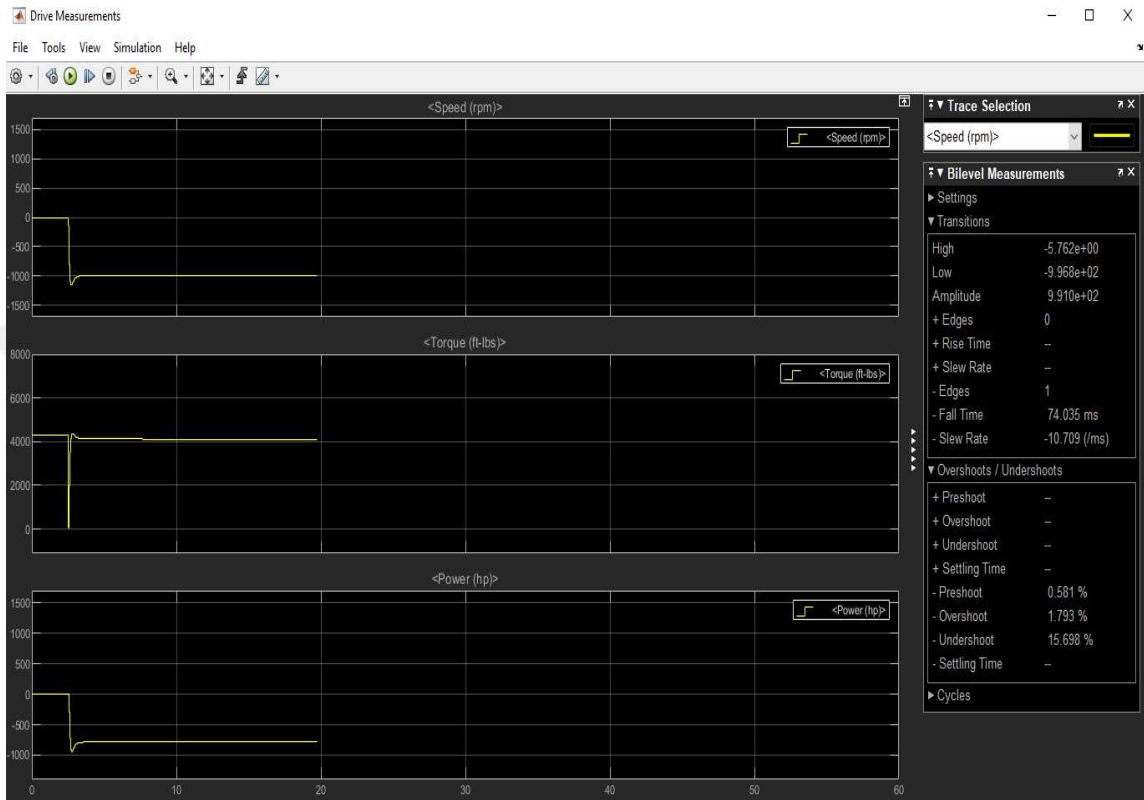 Drive Measurements
File Tools View Simulation Help
<Speed (rpm)>
<Speed (rpm)>
1500
1000
500
0
-500
-1000
-1500
<Torque (ft-lbs)>
<Torque (ft-lbs)>
8000
6000
4000
2000
0
<Power (hp)>
<Power (hp)>
1500
1000
500
0
-500
-1000
0 10 20 30 40 50 60
Trace Selection
<Speed (rpm)>
Bilevel Measurements
Settings
Transitions
High -5.762e+00
Low -9.968e+02
Amplitude 9.910e+02
+ Edges 0
+ Rise Time --
+ Slew Rate --
- Edges 1
- Fall Time 74.035 ms
- Slew Rate -10.709 (/ms)
Overshoots / Undershoots
+ Preshoot --
+ Overshoot --
+ Undershoot --
+ Settling Time --
- Preshoot 0.581 %
- Overshoot 1.793 %
- Undershoot 15.698 %
- Settling Time --
Cycles